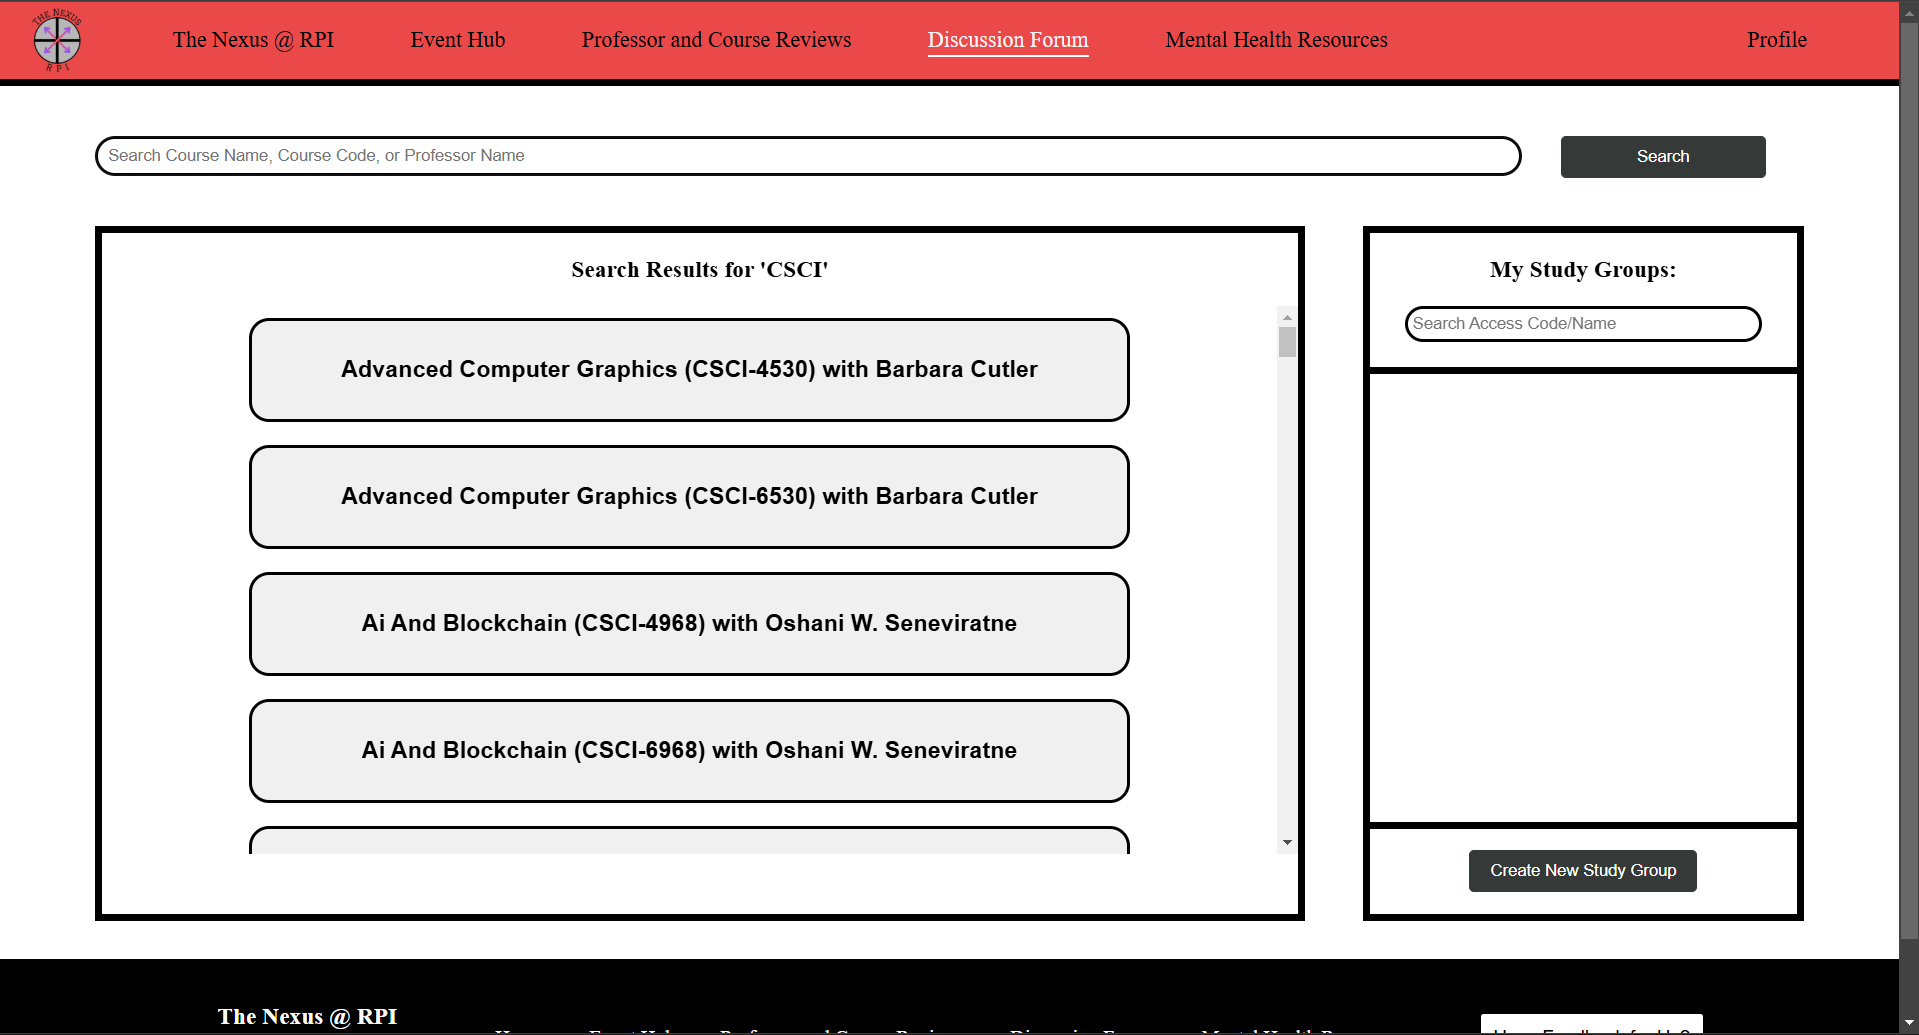 THE NEXUS
RPI
The Nexus @ RPI
Event Hub
Professor and Course Reviews
Discussion Forum
Mental Health Resources
Profile
Search Course Name, Course Code, or Professor Name
Search
Search Results for 'CSCI'
Advanced Computer Graphics (CSCI-4530) with Barbara Cutler
Advanced Computer Graphics (CSCI-6530) with Barbara Cutler
Ai And Blockchain (CSCI-4968) with Oshani W. Seneviratne
Ai And Blockchain (CSCI-6968) with Oshani W. Seneviratne
My Study Groups:
Search Access Code/Name
Create New Study Group
The Nexus @ RPI